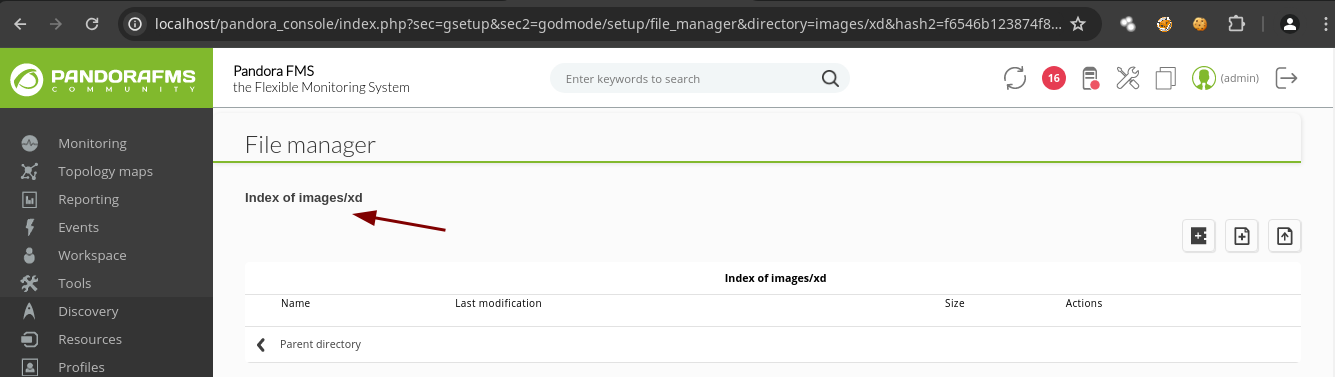 localhost/pandora_console/index.php?sec=gsetup&sec2=godmode/setup/file_manager&directory=images/xd&hash2=f6546b123874f8...
PANDORAFMS
COMMUNITY
Pandora FMS
the Flexible Monitoring System
Enter keywords to search
16
(admin)
Monitoring
Topology maps
Reporting
Events
Workspace
Tools
Discovery
Resources
Profiles
File manager
Index of images/xd
Index of images/xd
Name Last modification Size Actions
Parent directory